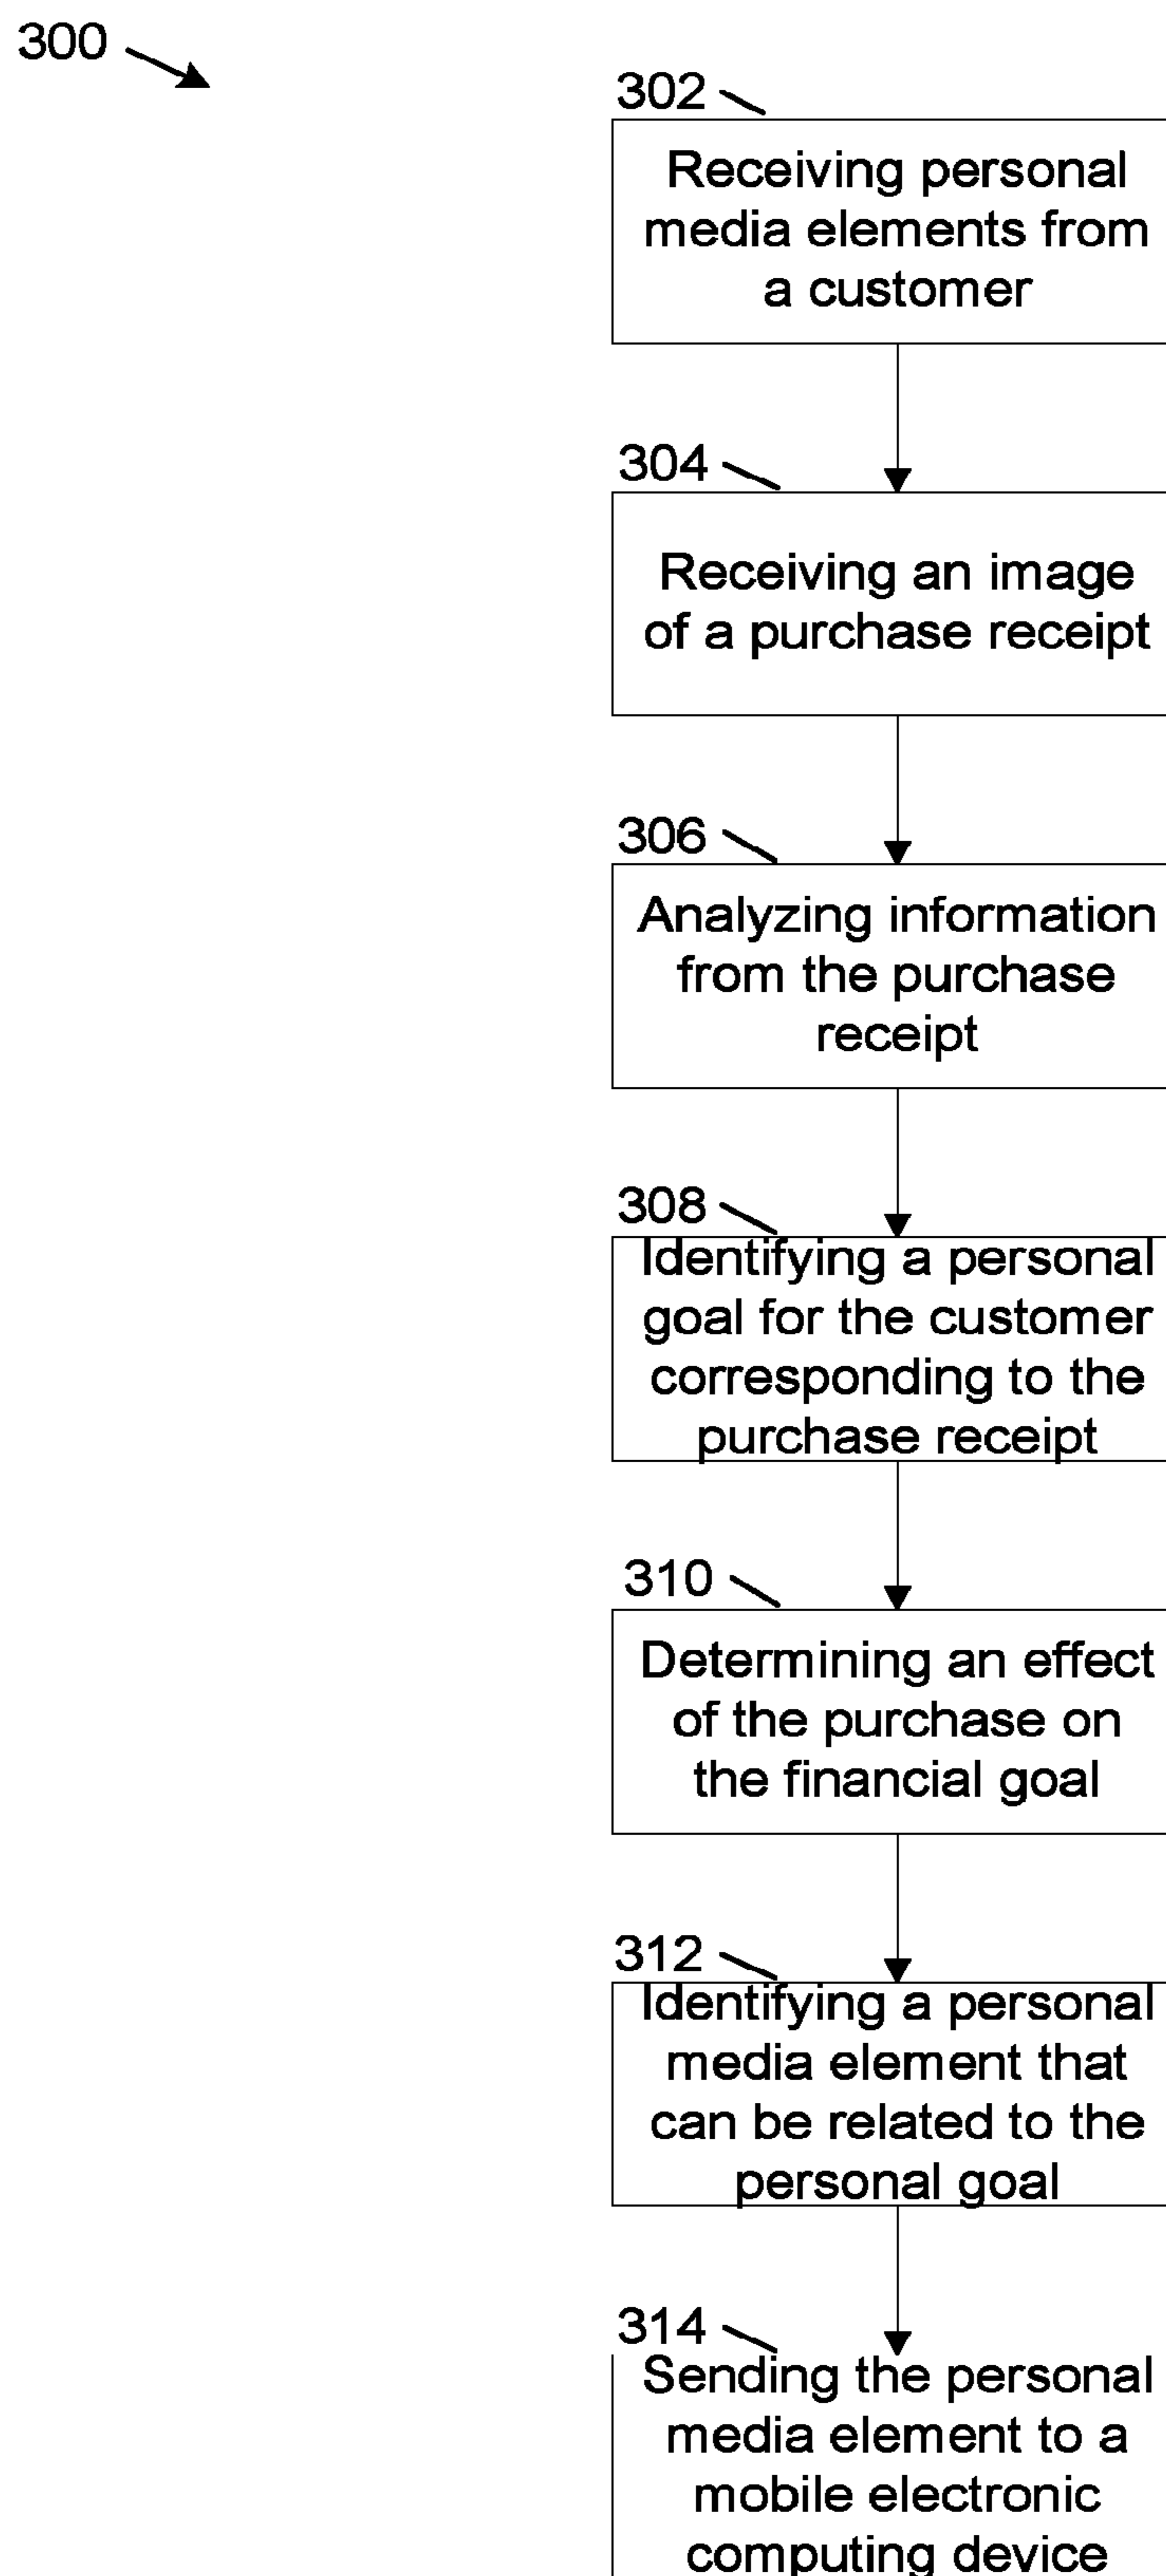 300
302
Receiving personal
media elements from
a customer
304
Receiving an image
of a purchase receipt
306
Analyzing information
from the purchase
receipt
308
Identifying a personal
goal for the customer
corresponding to the
purchase receipt
310
Determining an effect
of the purchase on
the financial goal
312
Identifying a personal
media element that
can be related to the
personal goal
314
Sending the personal
media element to a
mobile electronic
computing device